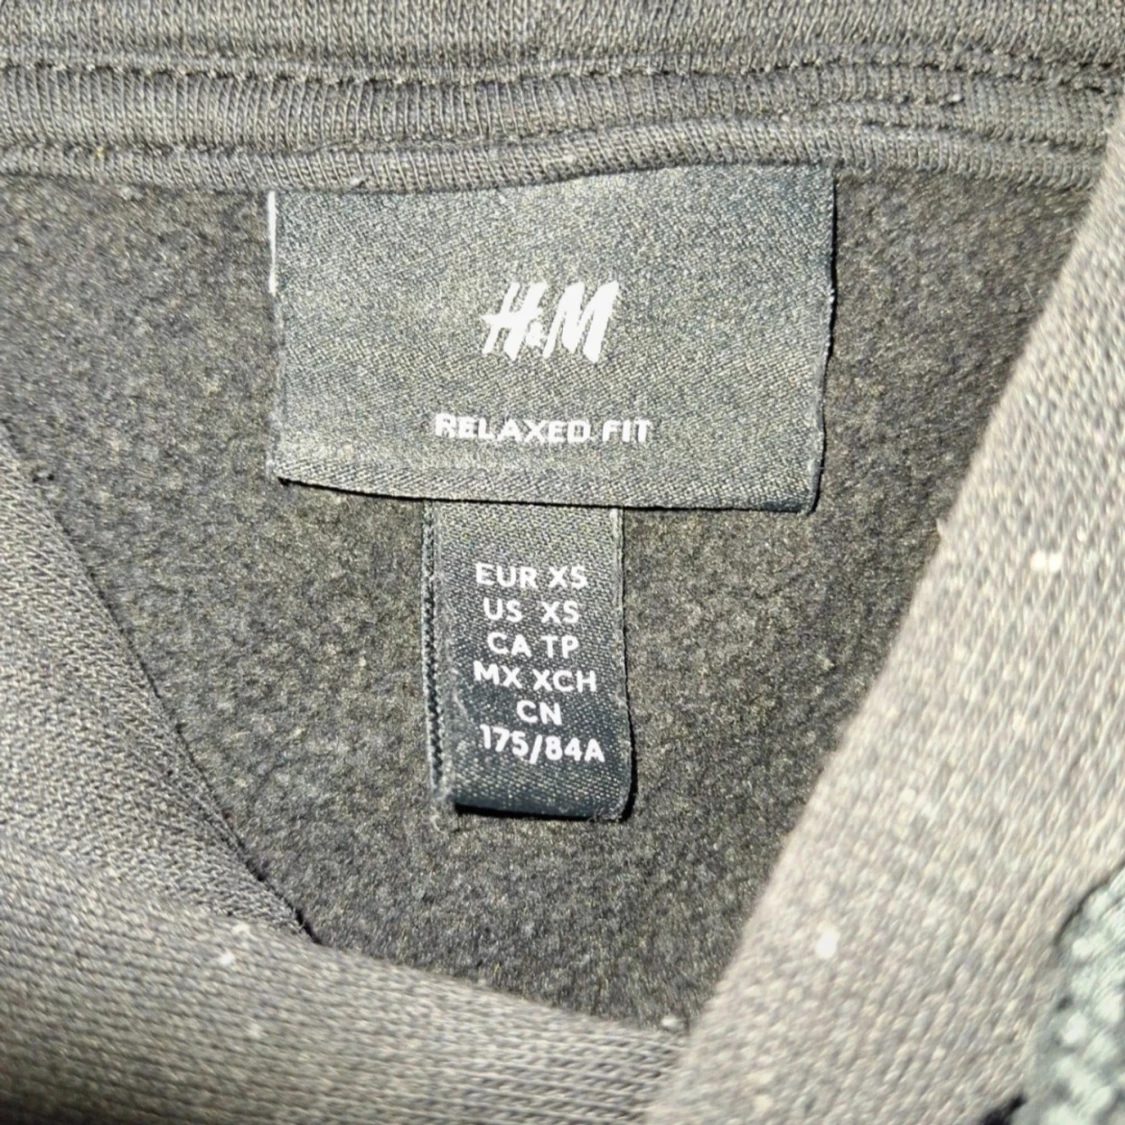 H&M
RELAXED FIT
EUR XS
US XS
CA TP
MX XCH
CN
175/84A